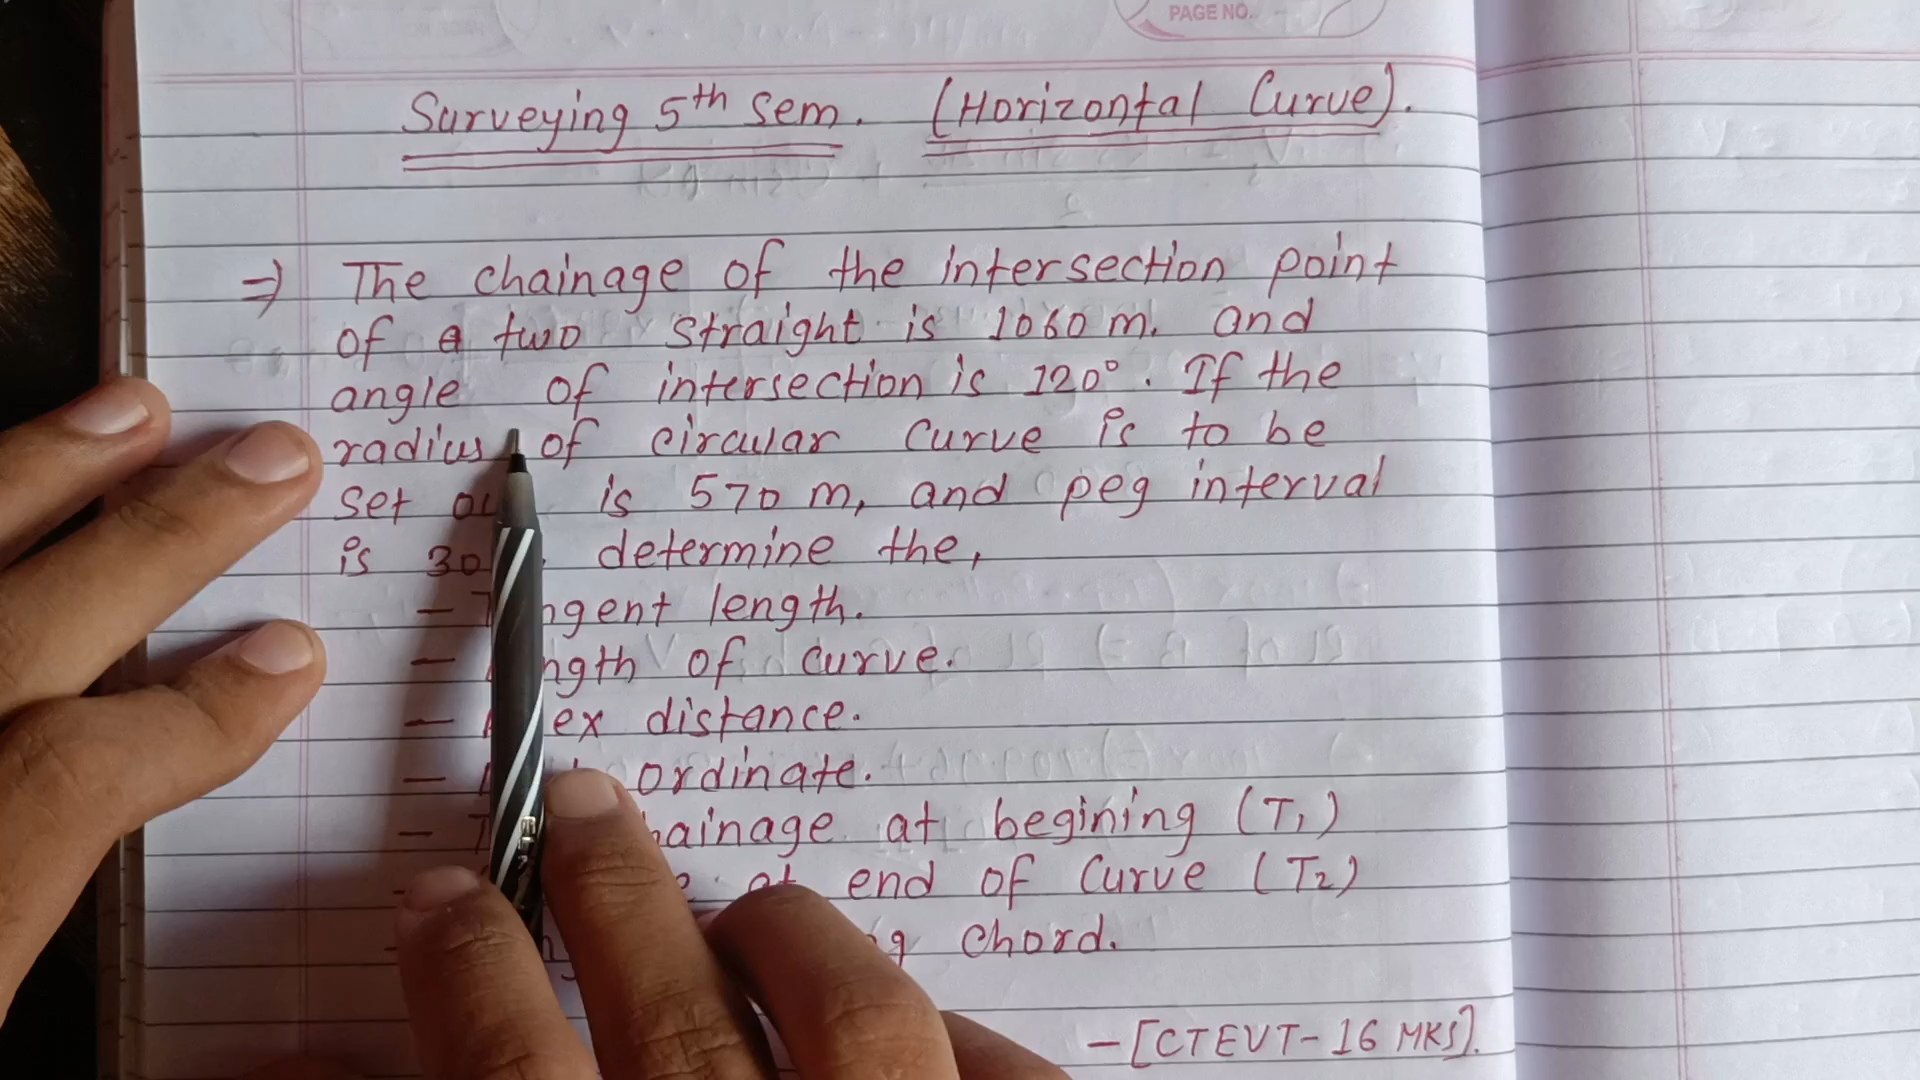 PAGE NO.
Surveying 5th sem. (Horizontal Curve).
⇒ The chainage of the intersection point
of a two straight is 1060 m. and
angle of intersection is 120°. If the
radius of circular curve is to be
set is 570 m, and peg interval
is 30 determine the,
- ngent length.
- ngth of curve.
- ex distance.
- ordinate.
- hainage at begining (T1)
- at end of curve (T2)
- chord.
- [CTEVT- 16 MKS].